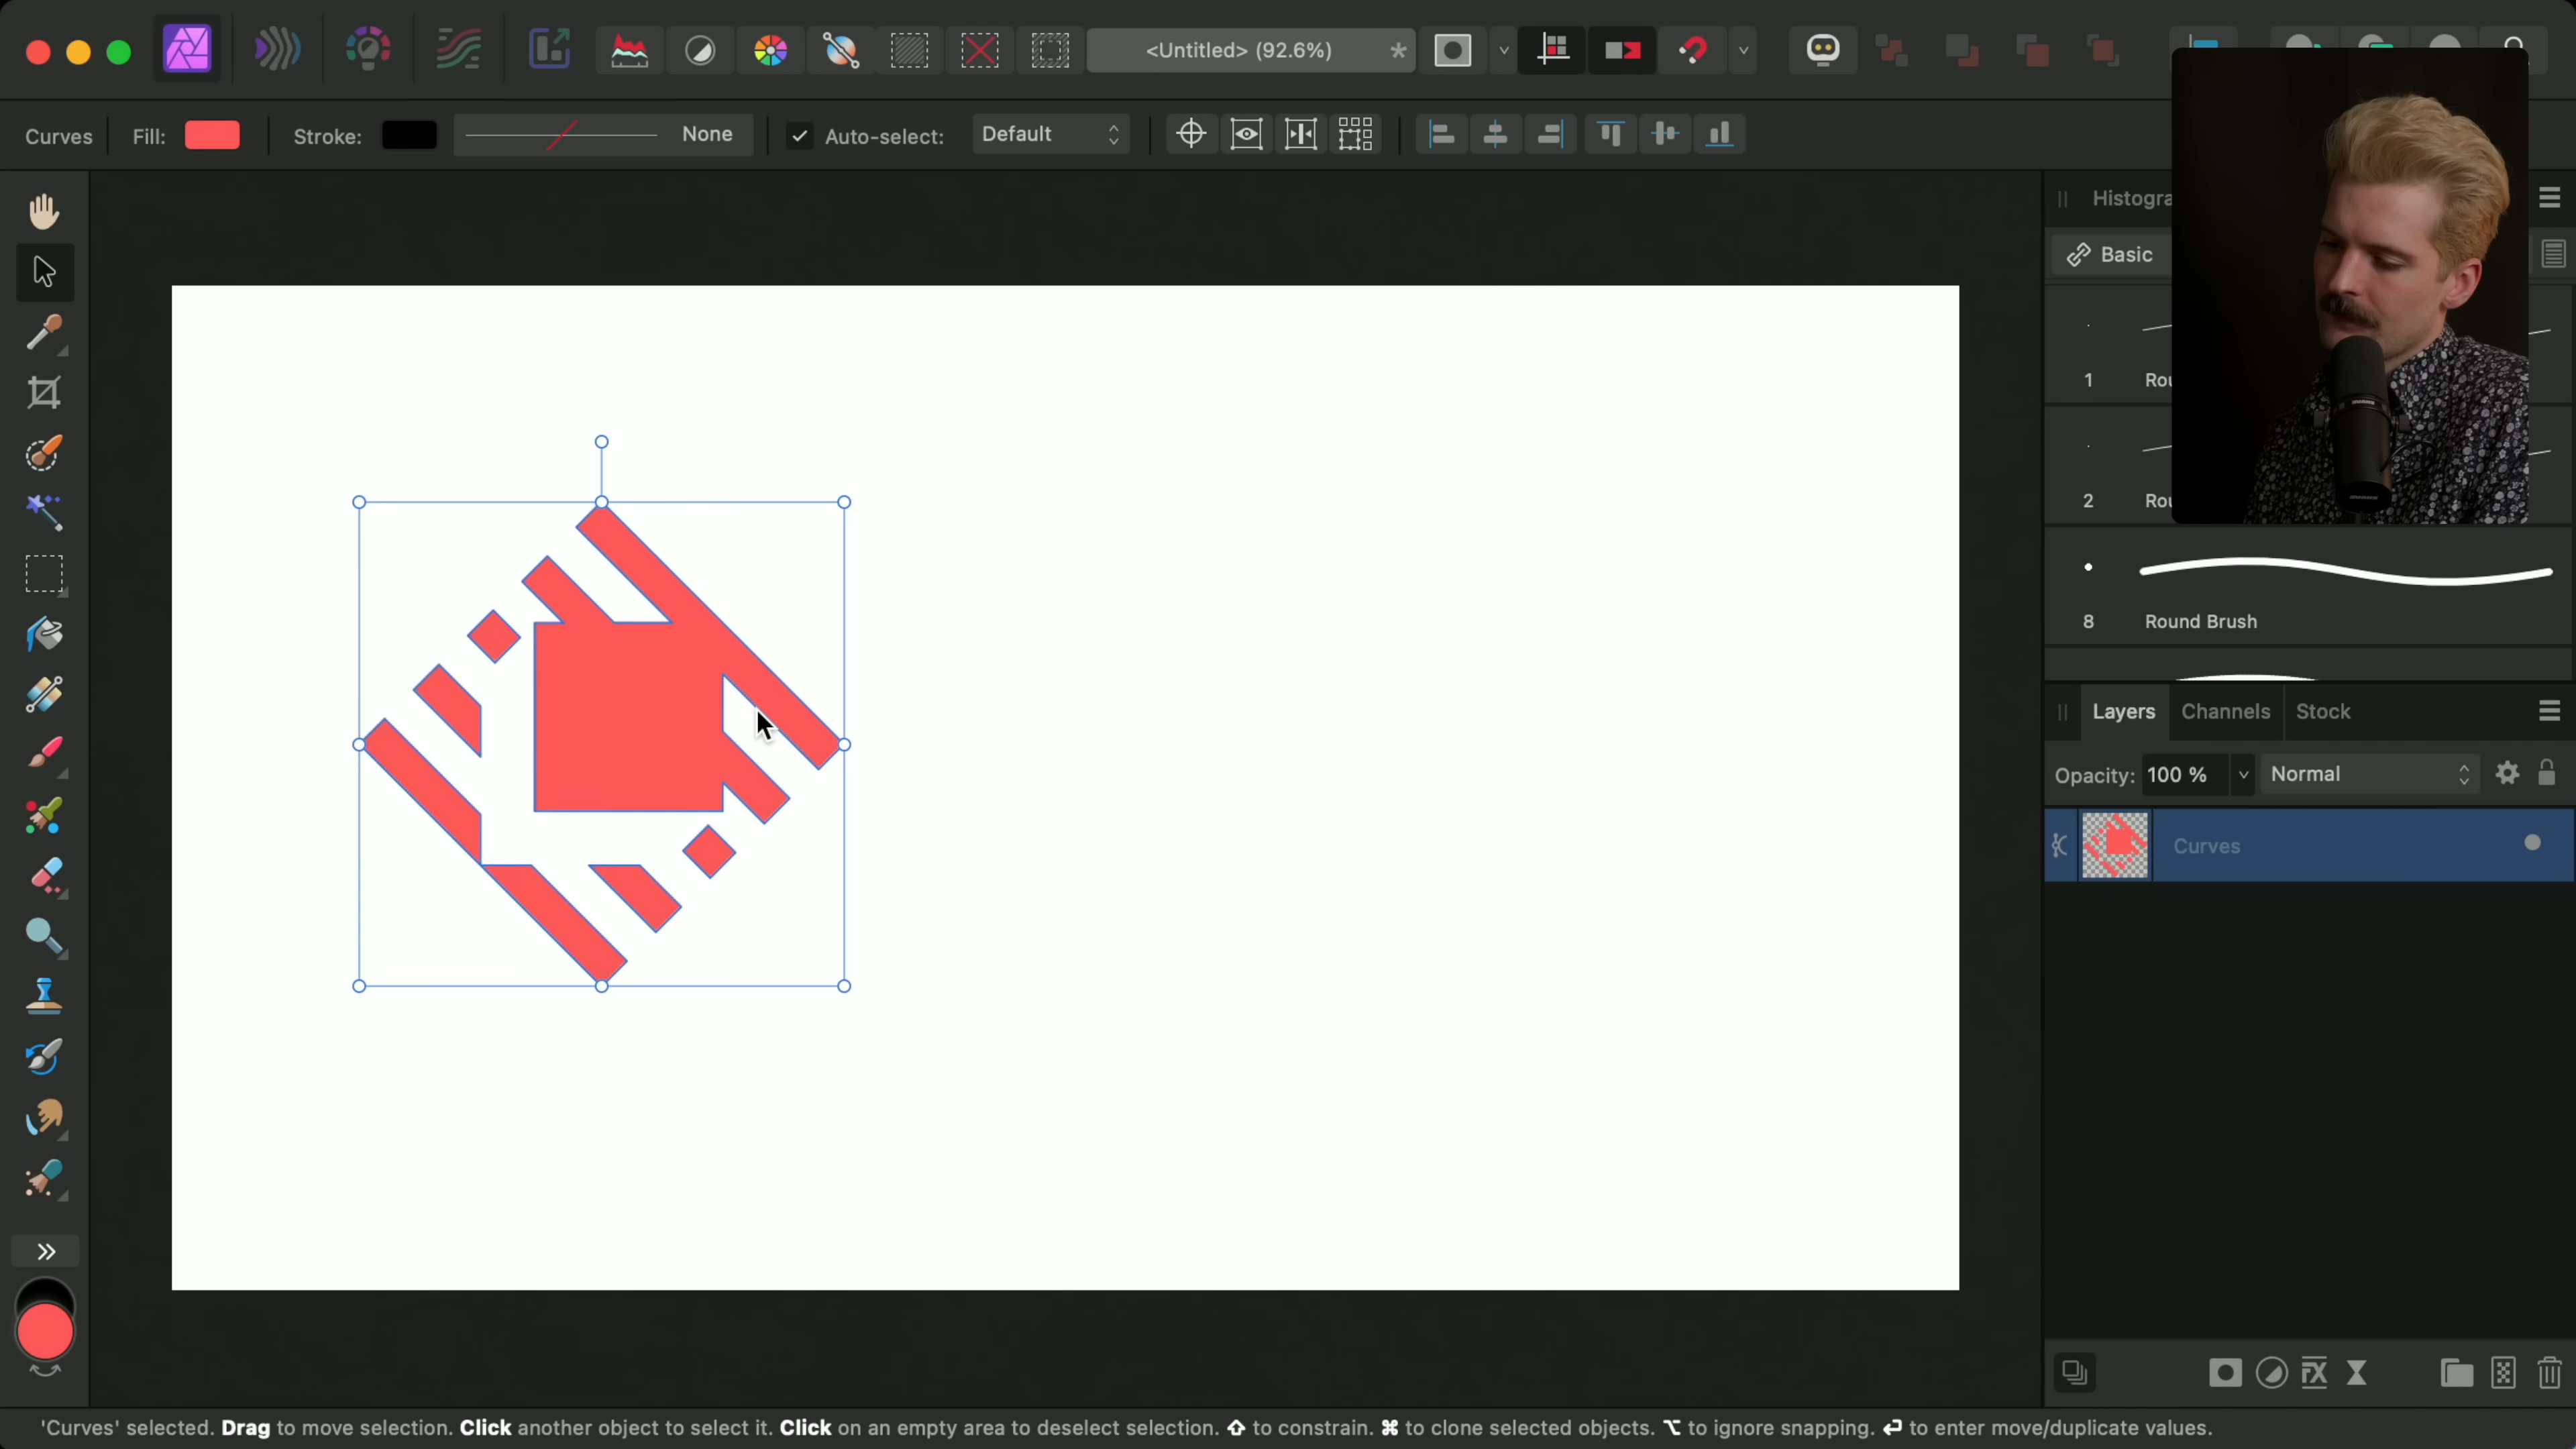 <Untitled> (92.6%)
*
Curves
Fill:
Stroke:
None
Auto-select:
Default
Basic
1
2
8
Round Brush
Layers
Channels
Stock
Opacity:
100 %
Normal
Curves
FX
'Curves' selected. Drag to move selection. Click another object to select it. Click on an empty area to deselect selection. ⇧ to constrain. ⌘ to clone selected objects. ⌥ to ignore snapping. ↩ to enter move/duplicate values.